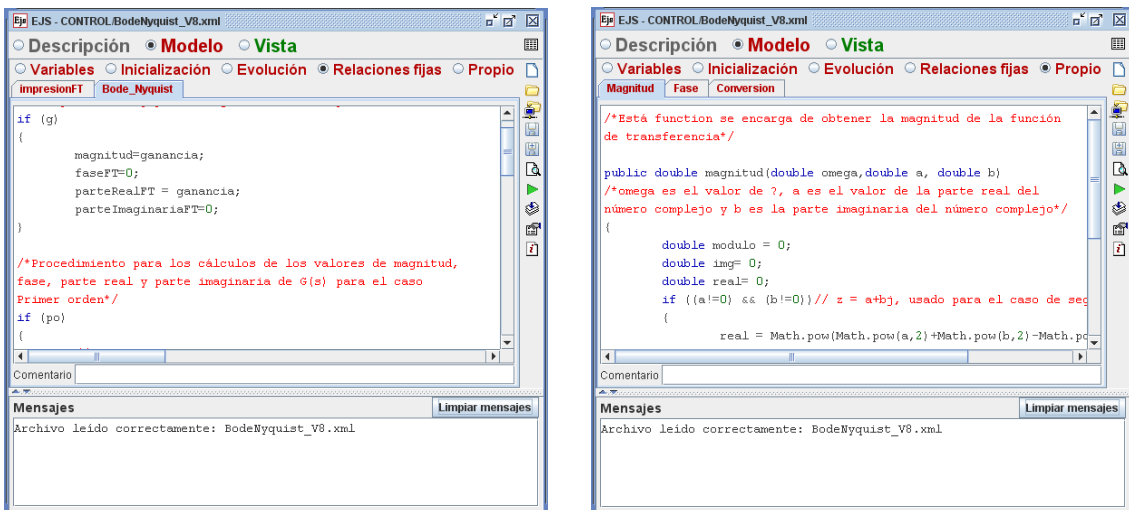 EJS - CONTROL/BodeNyquist_V8.xml
Descripción Modelo Vista
Variables Inicialización Evolución Relaciones fijas Propio
impresionFT Bode_Nyquist
if (g)
{
magnitud=ganancia;
faseFT=0;
parteRealFT = ganancia;
parteImaginariaFT=0;
}
/*Procedimiento para los cálculos de los valores de magnitud,
fase, parte real y parte imaginaria de G(s) para el caso
Primer orden*/
if (po)
{
Comentario
Mensajes Limpiar mensajes
Archivo leído correctamente: BodeNyquist_V8.xml
EJS - CONTROL/BodeNyquist_V8.xml
Descripción Modelo Vista
Variables Inicialización Evolución Relaciones fijas Propio
Magnitud Fase Conversion
/*Está function se encarga de obtener la magnitud de la función
de transferencia*/
public double magnitud(double omega,double a, double b)
/*omega es el valor de ?, a es el valor de la parte real del
número complejo y b es la parte imaginaria del número complejo*/
{
double modulo = 0;
double img= 0;
double real= 0;
if ((a!=0) && (b!=0))// z = a+bj, usado para el caso de seg
{
real = Math.pow(Math.pow(a,2)+Math.pow(b,2)-Math.po
Comentario
Mensajes Limpiar mensajes
Archivo leído correctamente: BodeNyquist_V8.xml